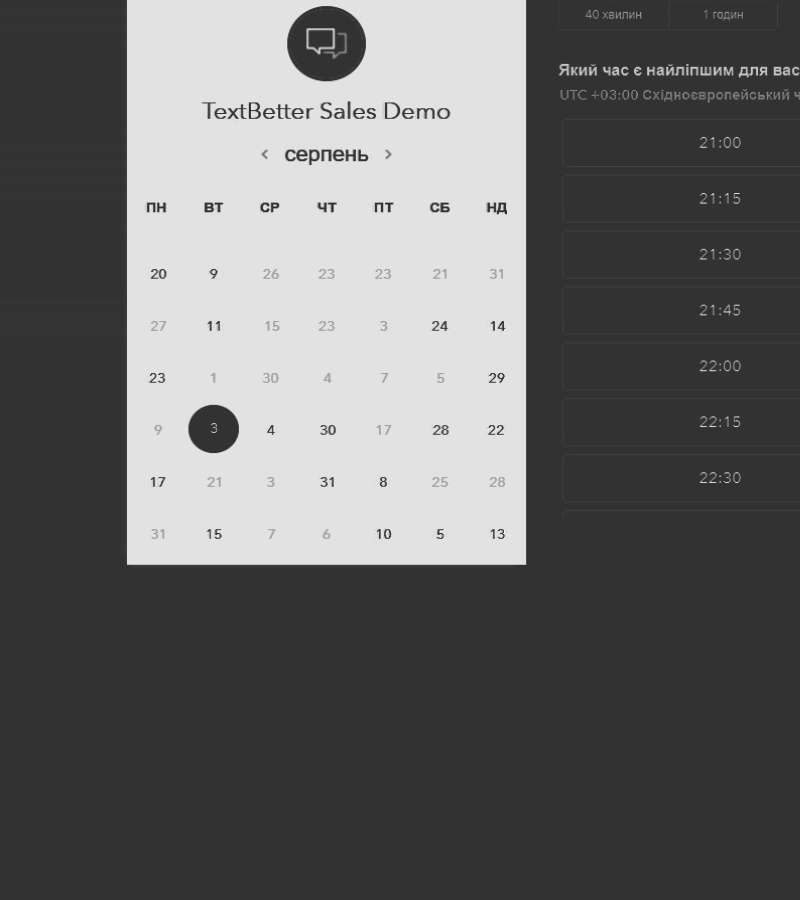 TextBetter Sales Demo
серпень
ПН ВТ СР ЧТ ПТ СБ НД
20 9 26 23 23 21 31
27 11 15 23 3 24 14
23 1 30 4 7 5 29
9 3 4 30 17 28 22
17 21 3 31 8 25 28
31 15 7 6 10 5 13
40 хвилин 1 годин
Який час є найліпшим для вас
UTC +03:00 Східноєвропейський ч
21:00
21:15
21:30
21:45
22:00
22:15
22:30